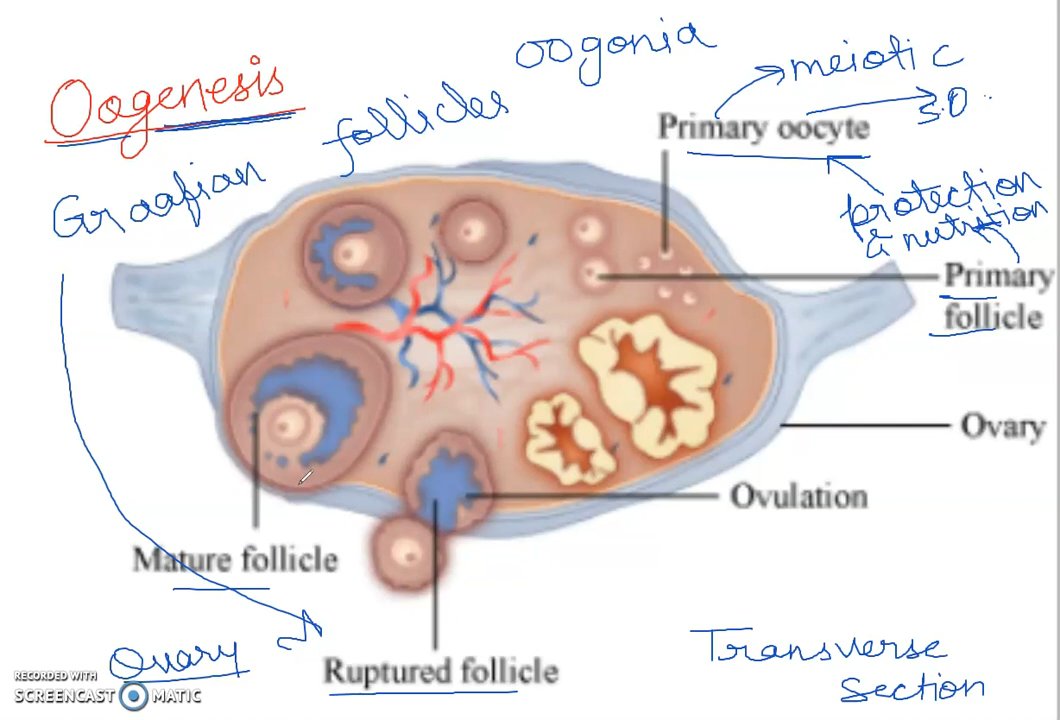 oogonia
Oogenesis
→ meiotic
Graafian follicles
Primary oocyte
protection
& nutrition
Primary
follicle
Ovary
Ovulation
Mature follicle
Ovary
Ruptured follicle
Transverse
Section
RECORDED WITH
SCREENCAST MATIC